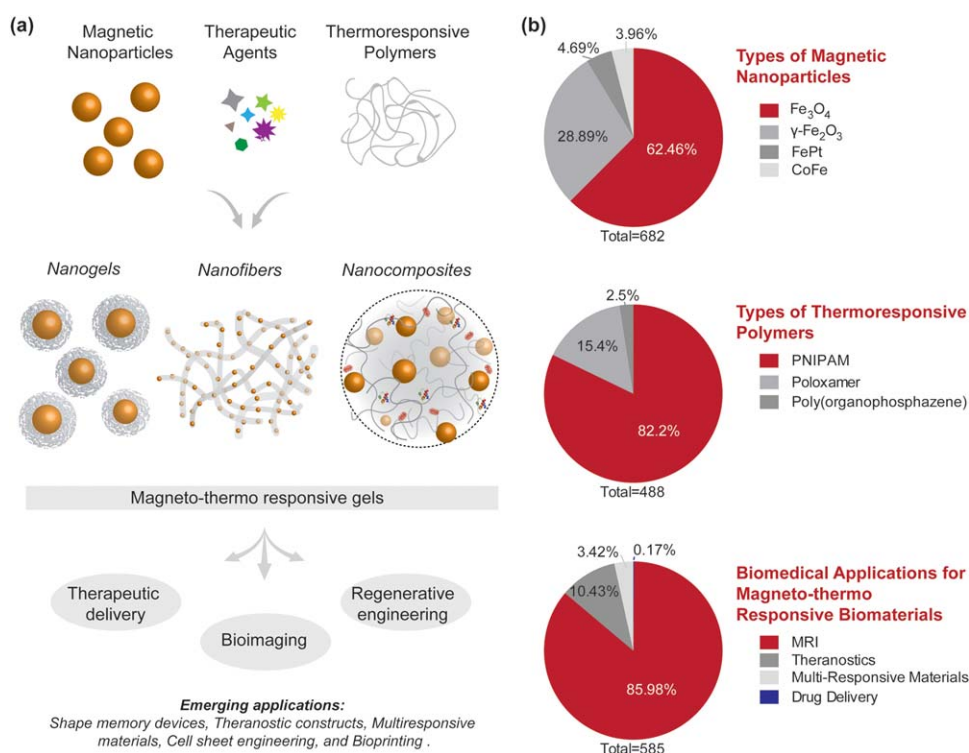 (a)
Magnetic
Nanoparticles
Therapeutic
Agents
Thermoresponsive
Polymers
Nanogels
Nanofibers
Nanocomposites
Magneto-thermo responsive gels
Therapeutic
delivery
Bioimaging
Regenerative
engineering
Emerging applications:
Shape memory devices, Theranostic constructs, Multiresponsive
materials, Cell sheet engineering, and Bioprinting .
(b)
3.96%
4.69%
28.89%
62.46%
Total=682
Types of Magnetic
Nanoparticles
Fe₃O₄
γ-Fe₂O₃
FePt
CoFe
2.5%
15.4%
82.2%
Total=488
Types of Thermoresponsive
Polymers
PNIPAM
Poloxamer
Poly(organophosphazene)
3.42%
0.17%
10.43%
85.98%
Total=585
Biomedical Applications for
Magneto-thermo
Responsive Biomaterials
MRI
Theranostics
Multi-Responsive Materials
Drug Delivery